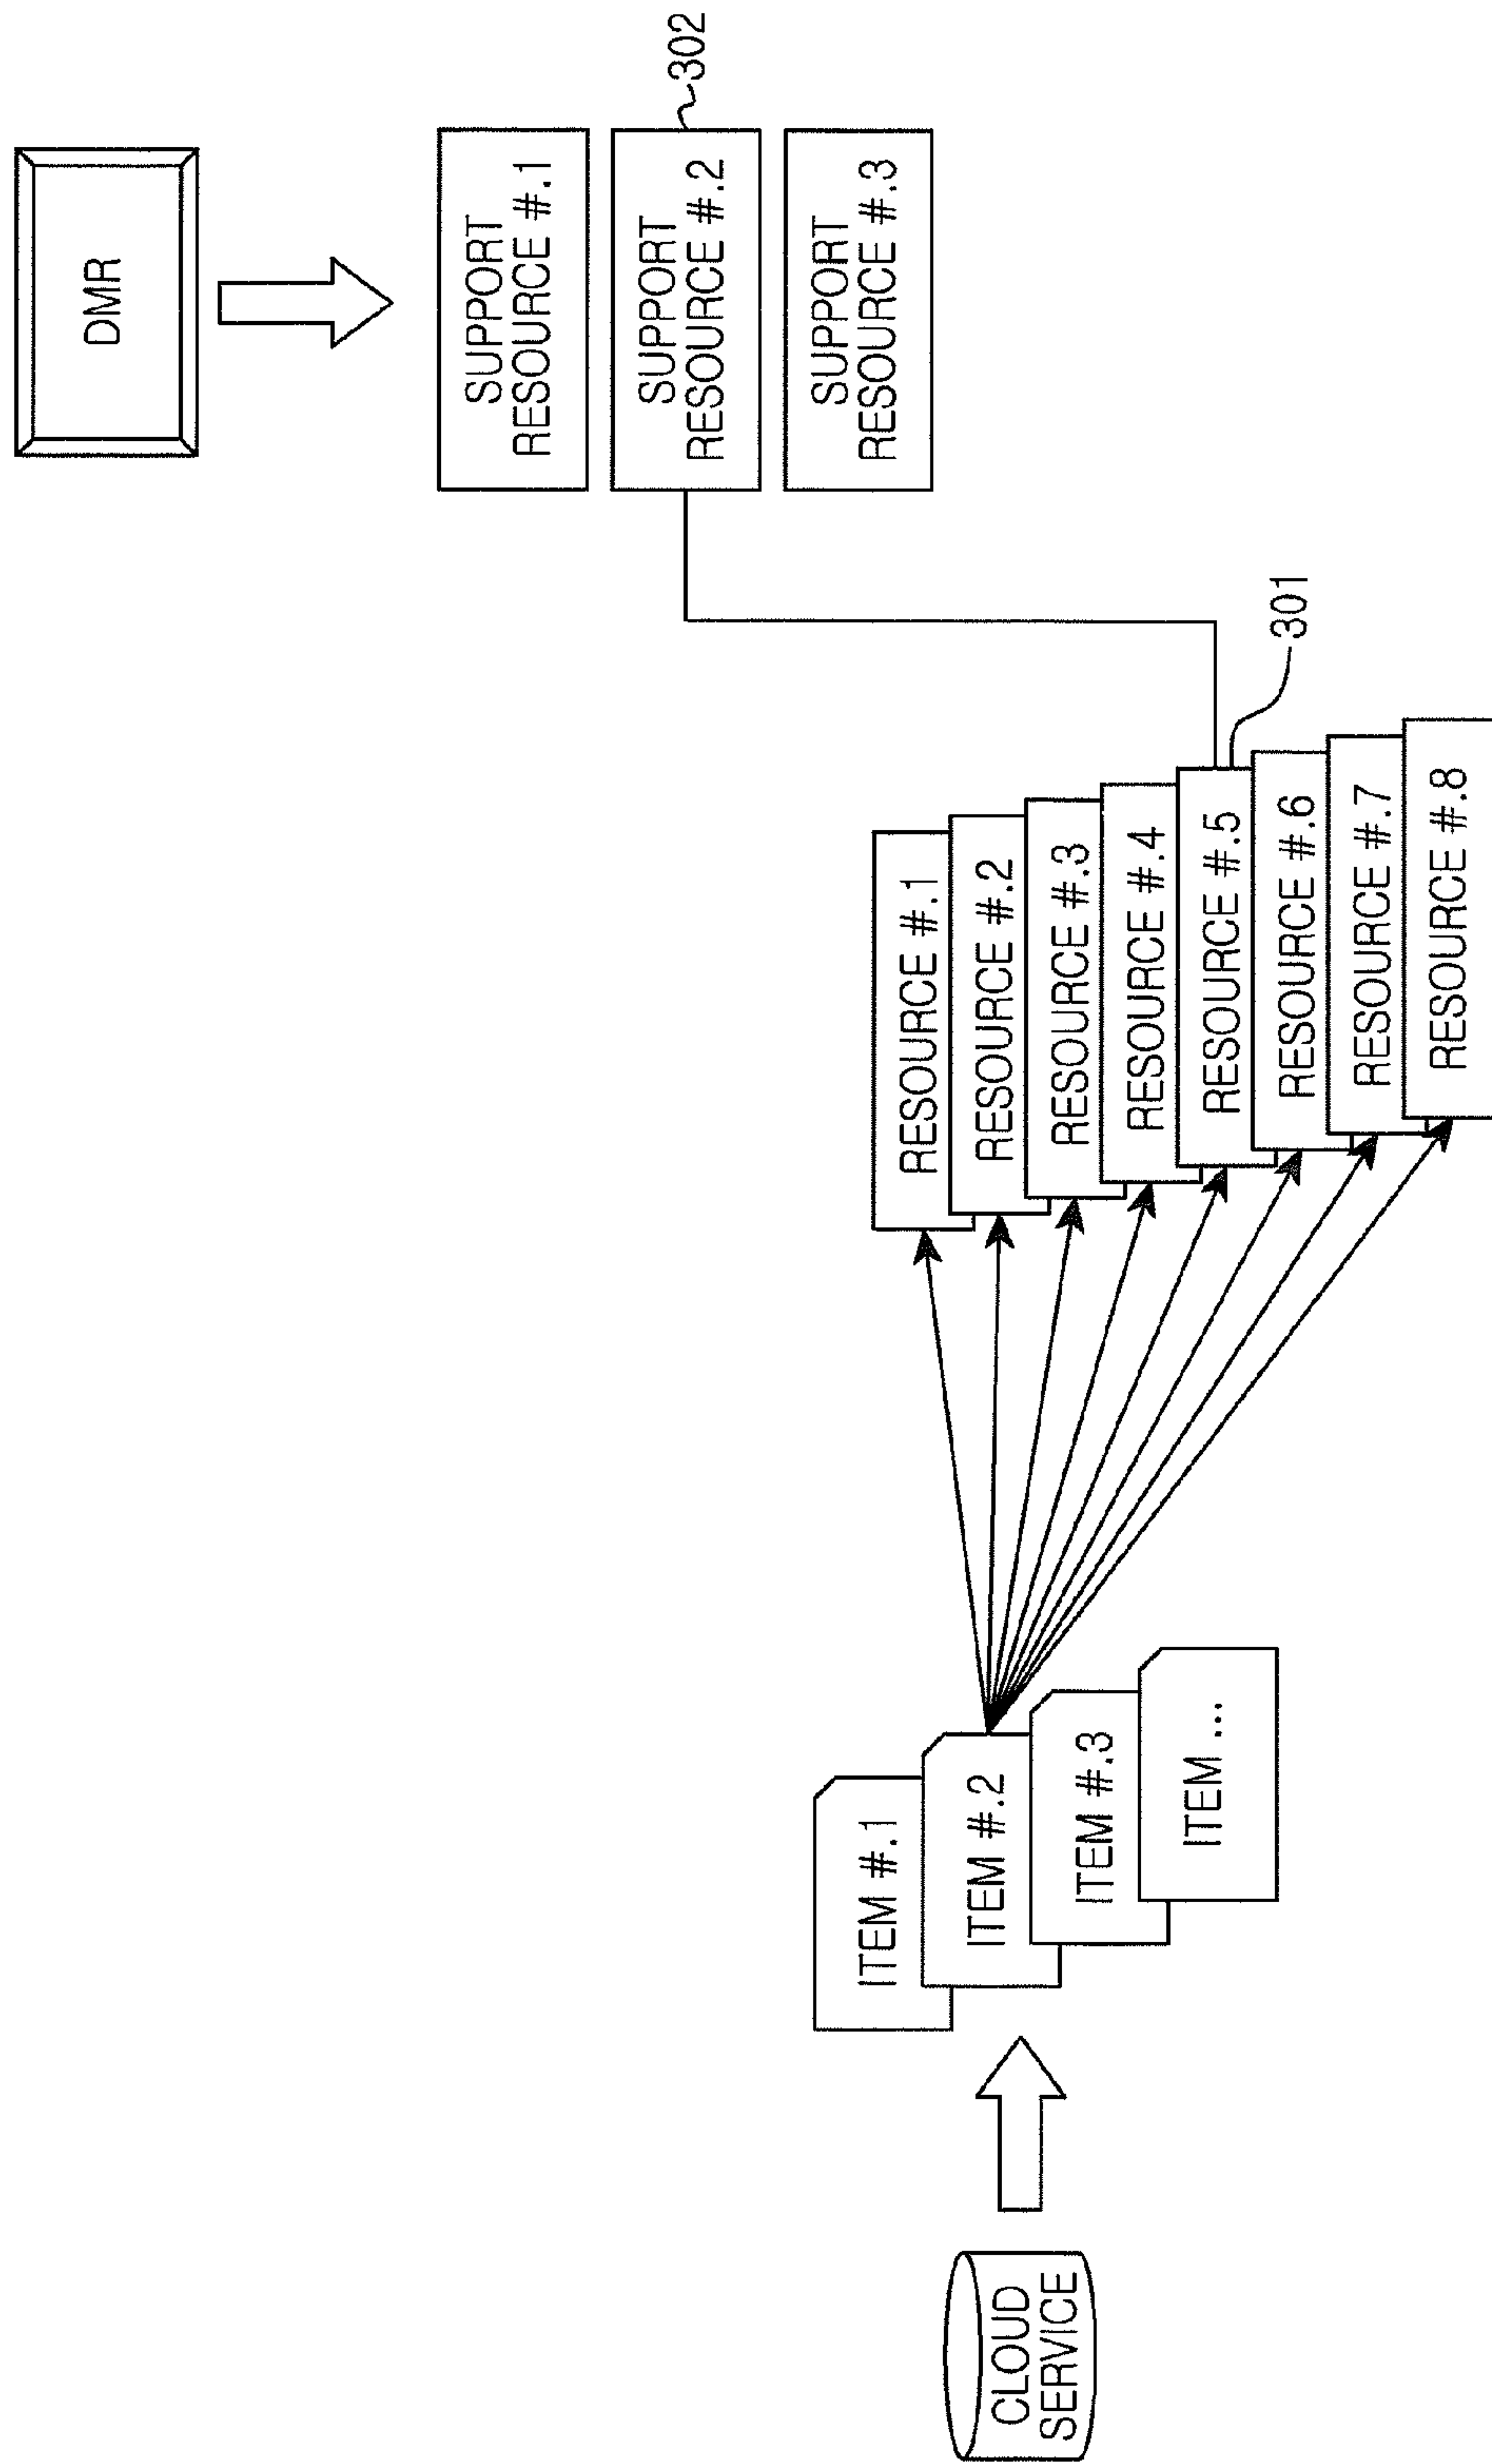 DMR
SUPPORT
RESOURCE #.1
SUPPORT
RESOURCE #.2
302
SUPPORT
RESOURCE #.3
CLOUD
SERVICE
ITEM #.1
ITEM #.2
ITEM #.3
ITEM ...
RESOURCE #.1
RESOURCE #.2
RESOURCE #.3
RESOURCE #.4
RESOURCE #.5
301
RESOURCE #.6
RESOURCE #.7
RESOURCE #.8